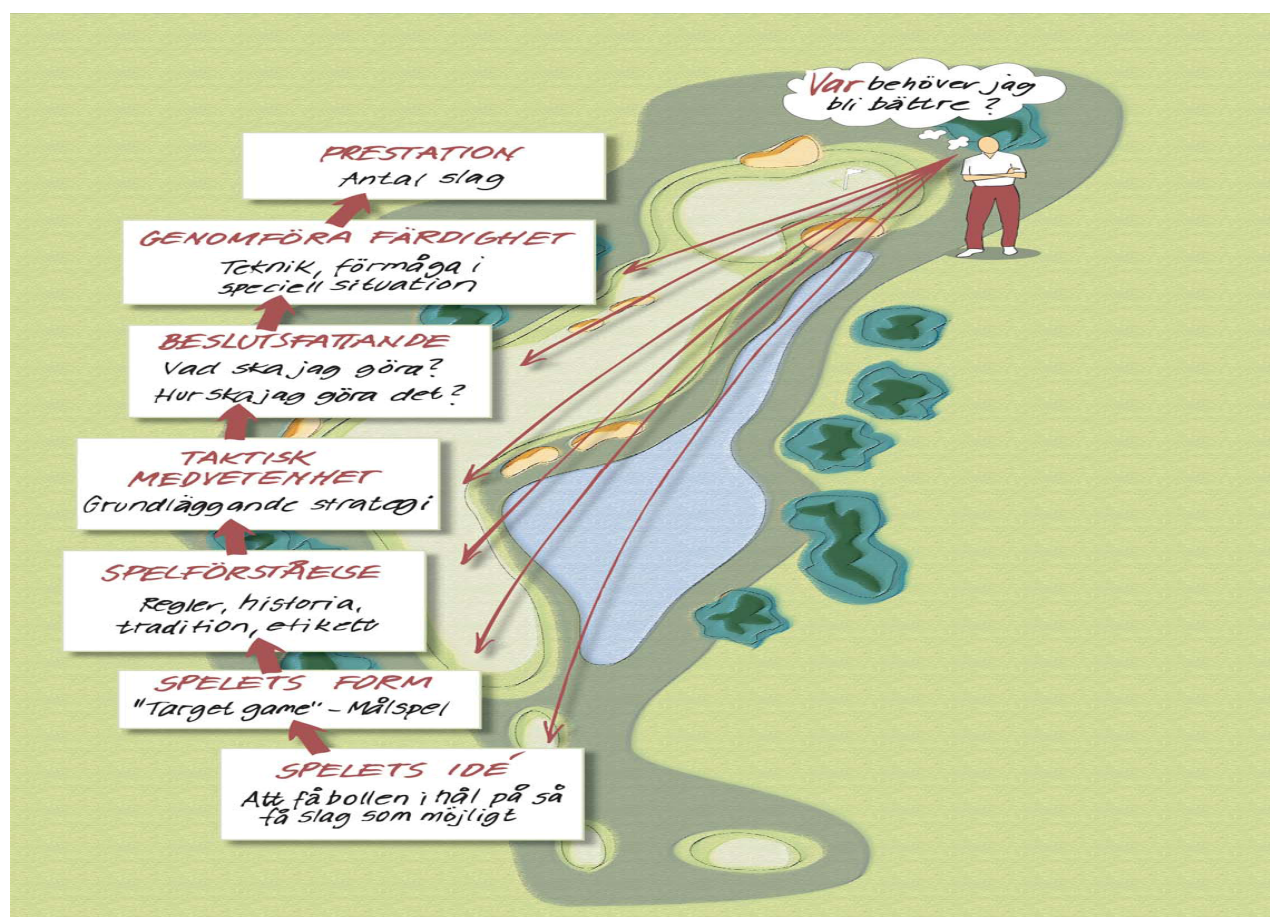 Var behöver jag
bli bättre?
PRESTATION
Antal slag
GENOMFÖRA FÄRDIGHET
Teknik, förmåga i
speciell situation
BESLUTSFATTANDE
Vad ska jag göra?
Hur ska jag göra det?
TAKTISK
MEDVETENHET
Grundläggande strategi
SPELFÖRSTÅELSE
Regler, historia,
tradition, etikett
SPELETS FORM
"Target game" - Målspel
SPELETS IDÉ
Att få bollen i hål på så
få slag som möjligt